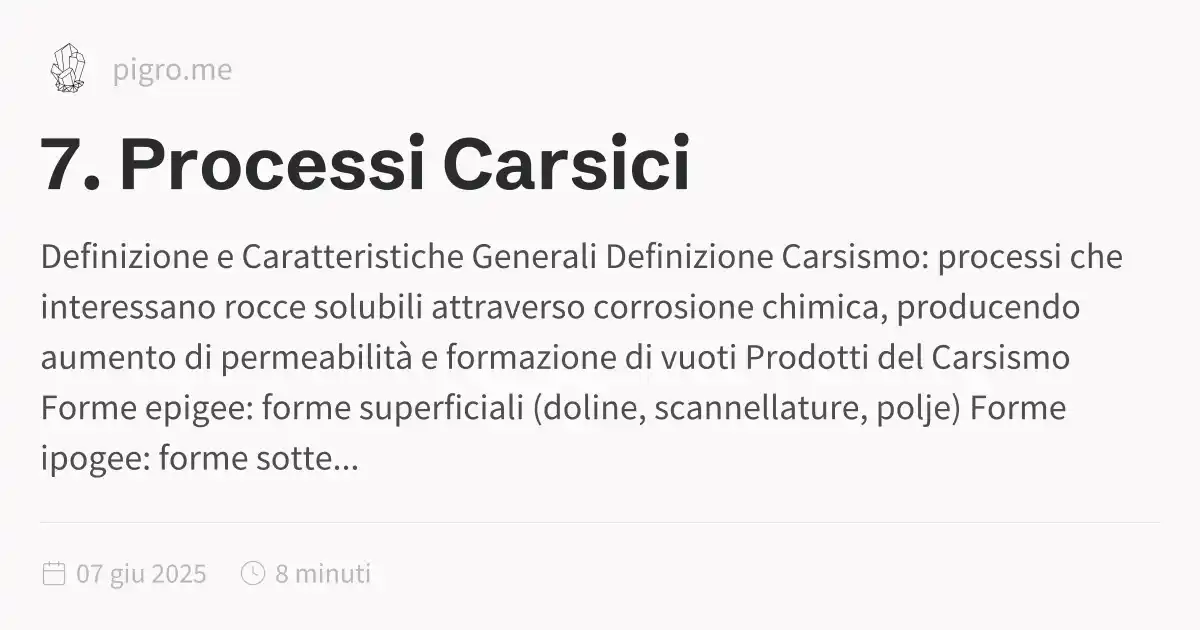 pigro.me
7. Processi Carsici
Definizione e Caratteristiche Generali Definizione Carsismo: processi che
interessano rocce solubili attraverso corrosione chimica, producendo
aumento di permeabilità e formazione di vuoti Prodotti del Carsismo
Forme epigee: forme superficiali (doline, scannellature, polje) Forme
ipogee: forme sotte...
07 giu 2025 8 minuti